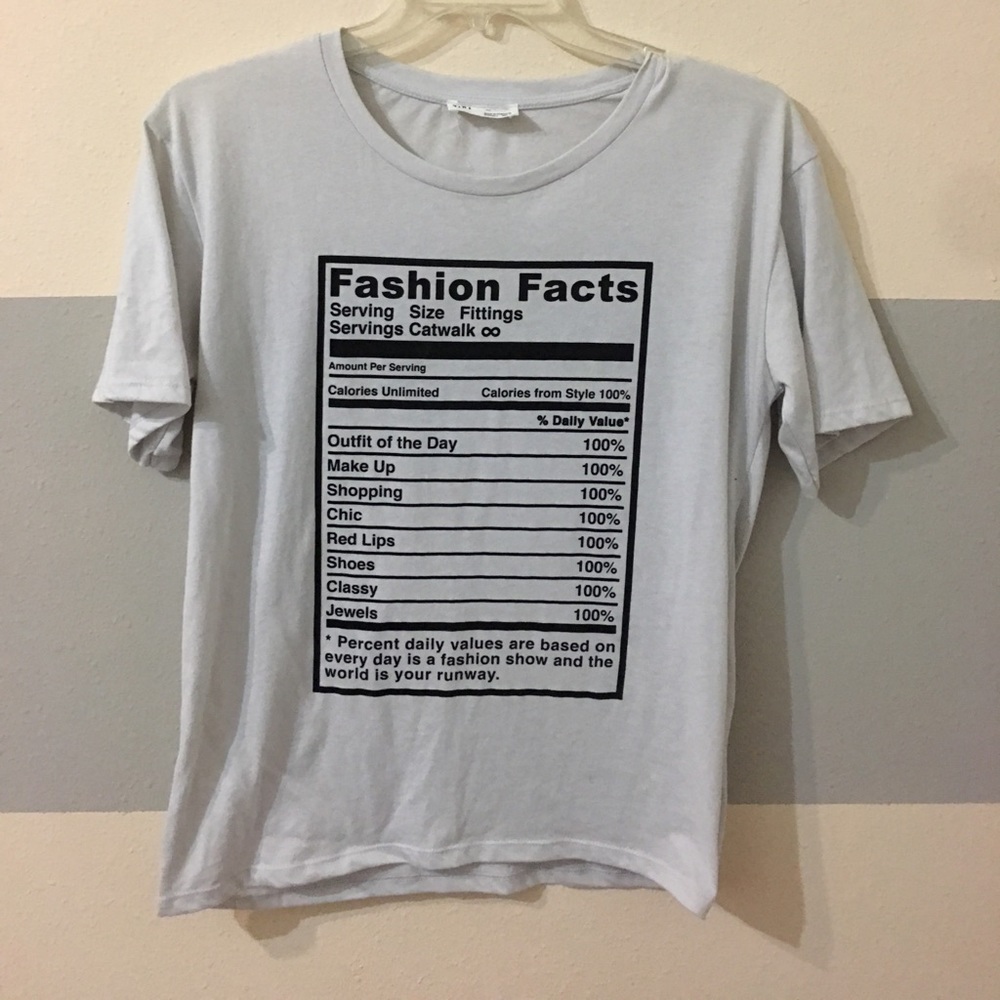 Fashion Facts
Serving Size Fittings
Servings Catwalk ∞
Amount Per Serving
Calories Unlimited Calories from Style 100%
% Daily Value*
Outfit of the Day 100%
Make Up 100%
Shopping 100%
Chic 100%
Red Lips 100%
Shoes 100%
Classy 100%
Jewels 100%
* Percent daily values are based on
every day is a fashion show and the
world is your runway.